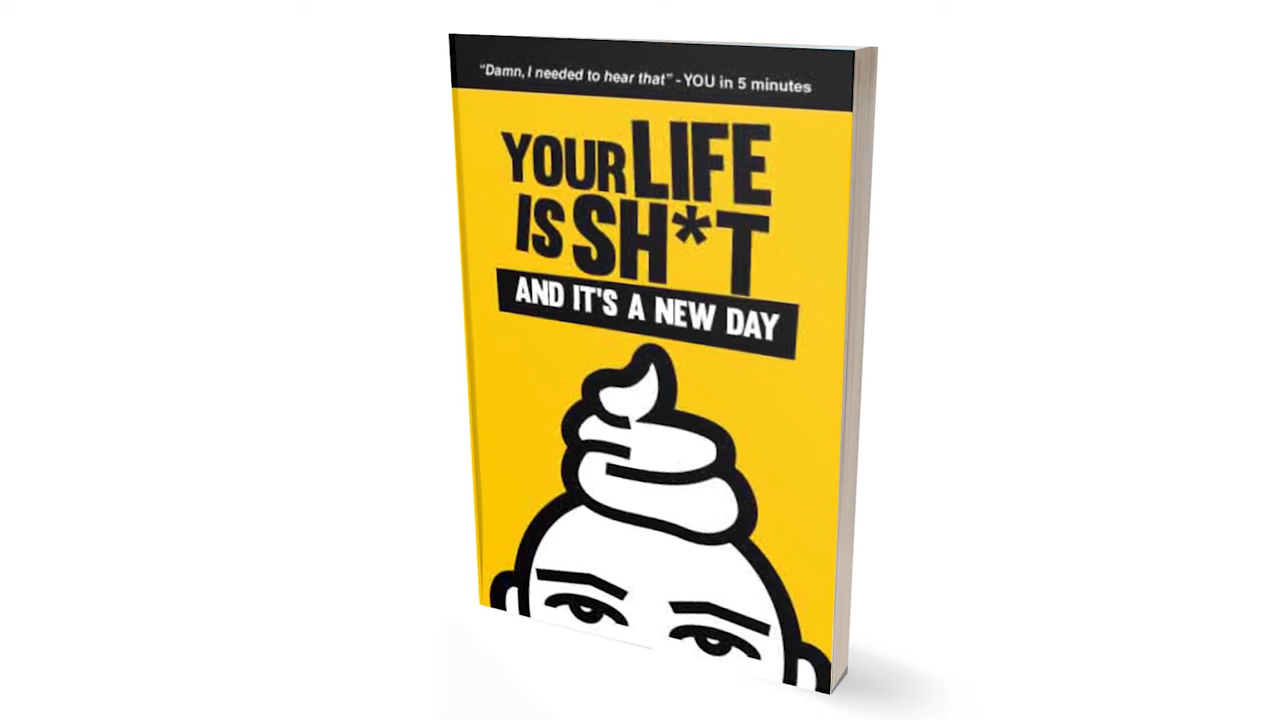 “Damn, I needed to hear that” - YOU in 5 minutes
YOUR LIFE
IS SH*T
AND IT'S A NEW DAY